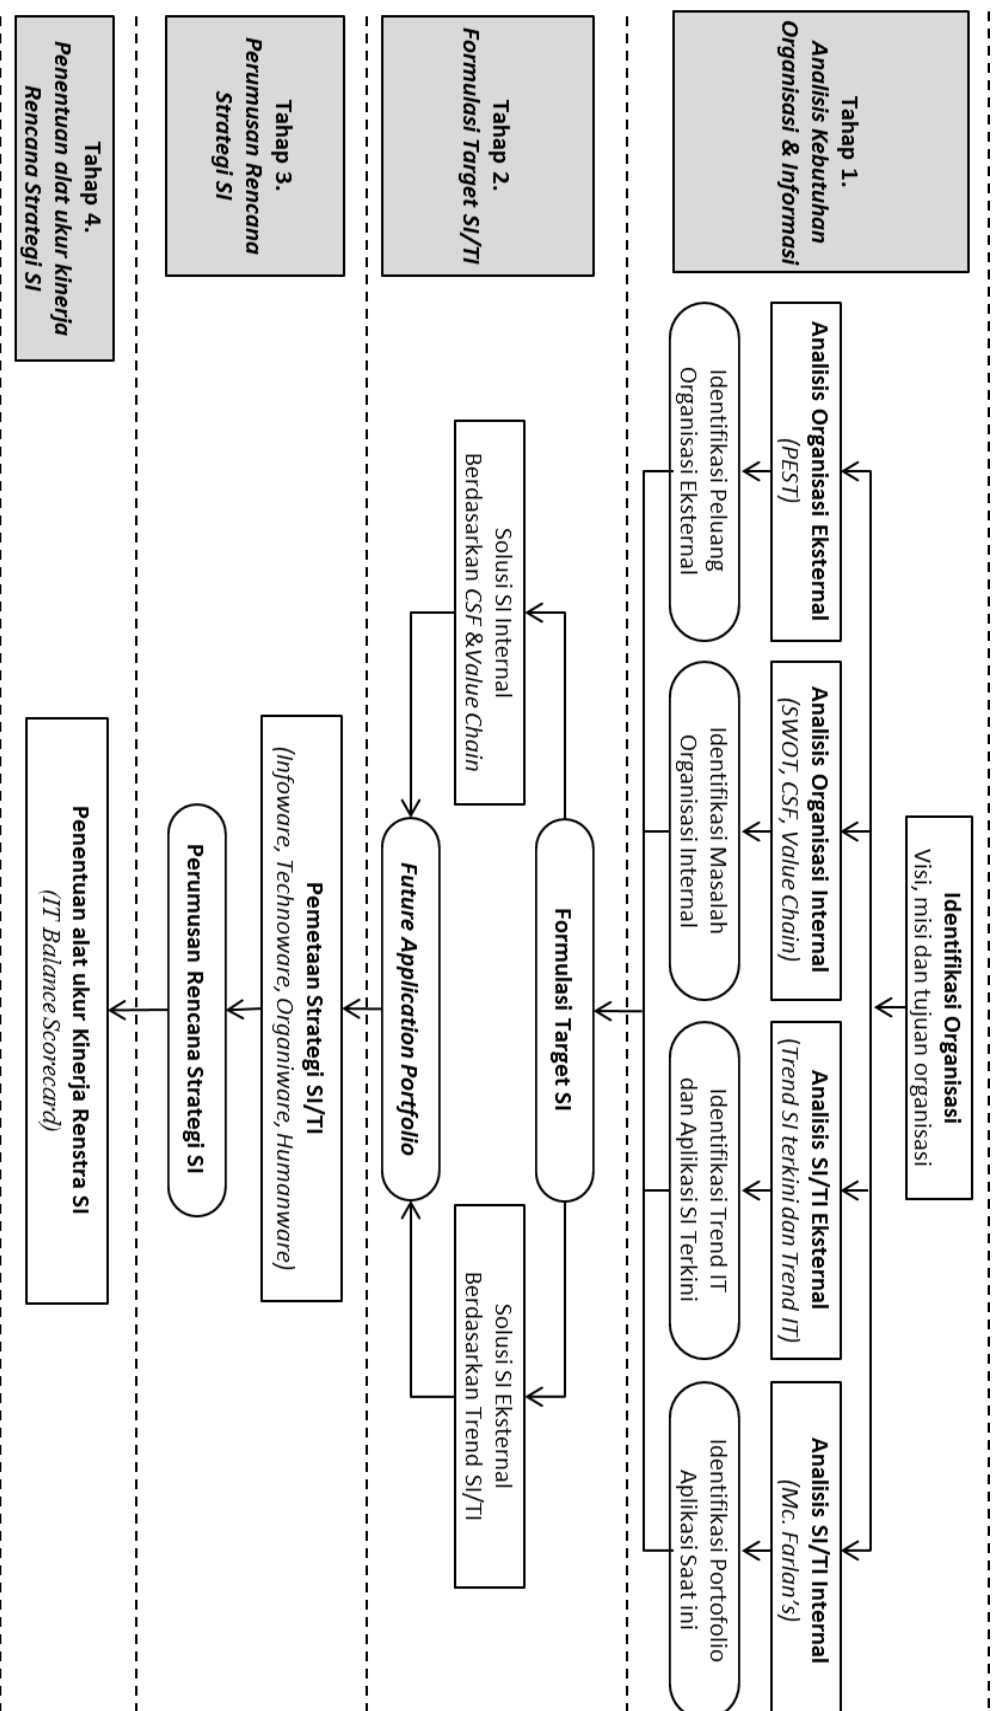 Tahap 1.
Analisis Kebutuhan
Organisasi & Informasi
Identifikasi Organisasi
Visi, misi dan tujuan organisasi
Analisis Organisasi Eksternal
(PEST)
Analisis Organisasi Internal
(SWOT, CSF, Value Chain)
Analisis SI/TI Eksternal
(Trend SI terkini dan Trend IT)
Analisis SI/TI Internal
(Mc. Farlan's)
Identifikasi Peluang
Organisasi Eksternal
Identifikasi Masalah
Organisasi Internal
Identifikasi Trend IT
dan Aplikasi SI Terkini
Identifikasi Portofolio
Aplikasi Saat ini
Tahap 2.
Formulasi Target SI/TI
Formulasi Target SI
Solusi SI Internal
Berdasarkan CSF &Value Chain
Solusi SI Eksternal
Berdasarkan Trend SI/TI
Future Application Portfolio
Tahap 3.
Perumusan Rencana
Strategi SI
Pemetaan Strategi SI/TI
(Infoware, Technoware, Organiware, Humanware)
Perumusan Rencana Strategi SI
Tahap 4.
Penentuan alat ukur kinerja
Rencana Strategi SI
Penentuan alat ukur Kinerja Renstra SI
(IT Balance Scorecard)